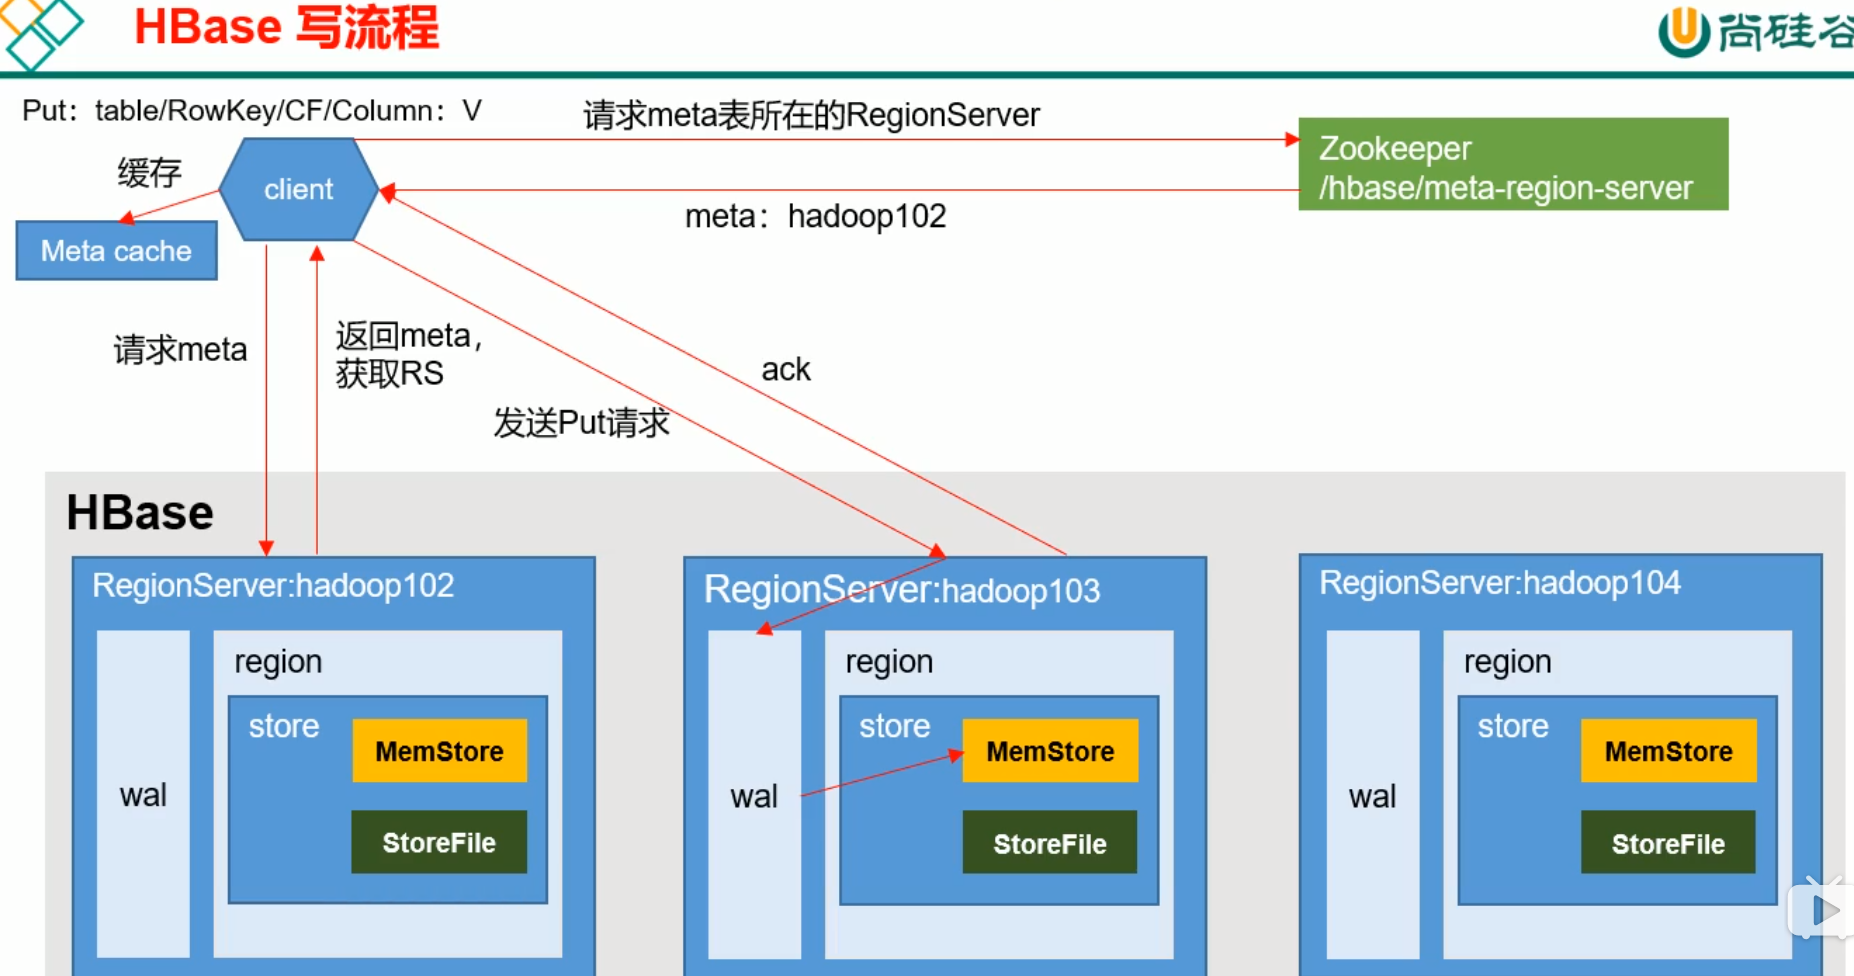 HBase 写流程
尚硅谷
Put：table/RowKey/CF/Column：V
请求meta表所在的RegionServer
Zookeeper
/hbase/meta-region-server
缓存
client
meta：hadoop102
Meta cache
请求meta
返回meta，
获取RS
ack
发送Put请求
HBase
RegionServer:hadoop102
wal
region
store
MemStore
StoreFile
RegionServer:hadoop103
wal
region
store
MemStore
StoreFile
RegionServer:hadoop104
wal
region
store
MemStore
StoreFile